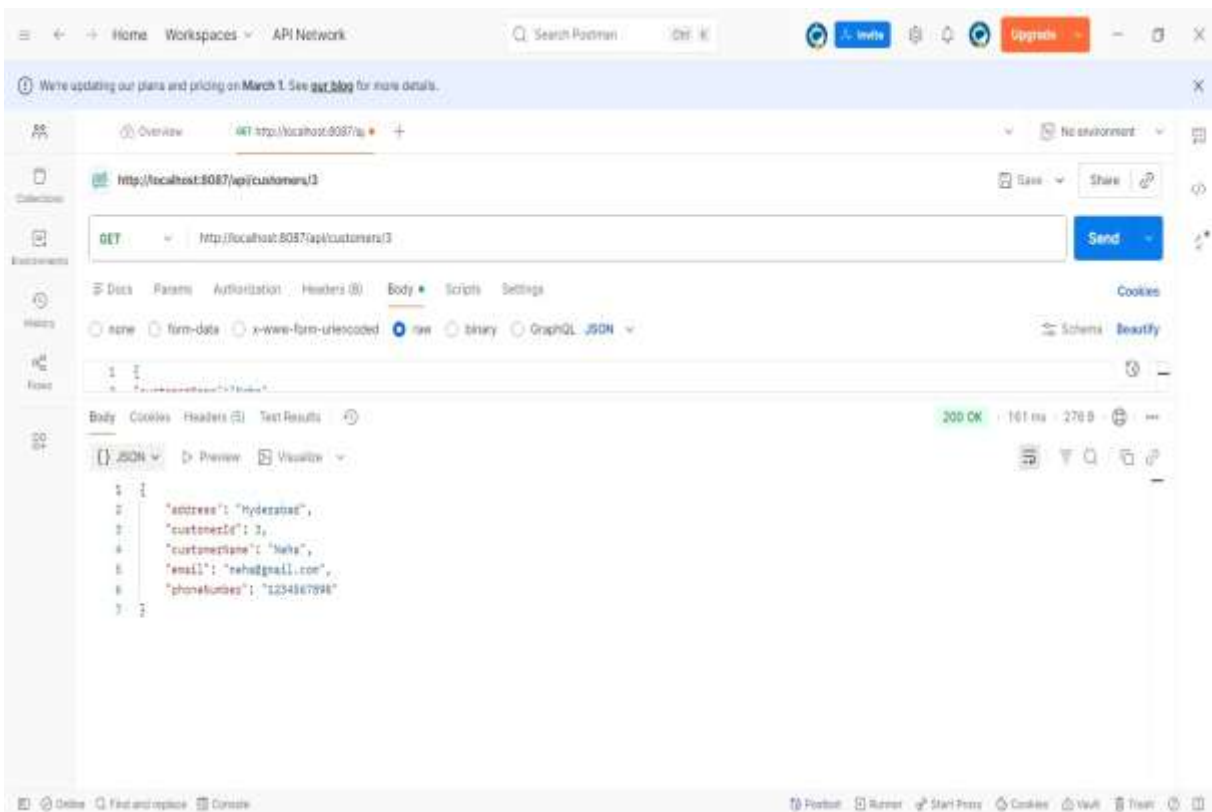 Home Workspaces API Network Search Postman Ctrl K Invite Upgrade
We're updating our plans and pricing on March 1. See our blog for more details.
Overview GET http://localhost:8087/a No environment
http://localhost:8087/api/customers/3 Save Share
Collections
GET http://localhost:8087/api/customers/3 Send
Environments
Docs Params Authorization Headers (8) Body Scripts Settings Cookies
History
none form-data x-www-form-urlencoded raw binary GraphQL JSON Schema Beautify
Flows
1 {
Body Cookies Headers (5) Test Results 200 OK 161 ms 276 B
{} JSON Preview Visualize
1 {
2 "address": "Hyderabad",
3 "customerId": 3,
4 "customerName": "Neha",
5 "email": "neha@gmail.com",
6 "phoneNumber":
7 }
Online Find and replace Console Postbot Runner Start Proxy Cookies Vault Trash